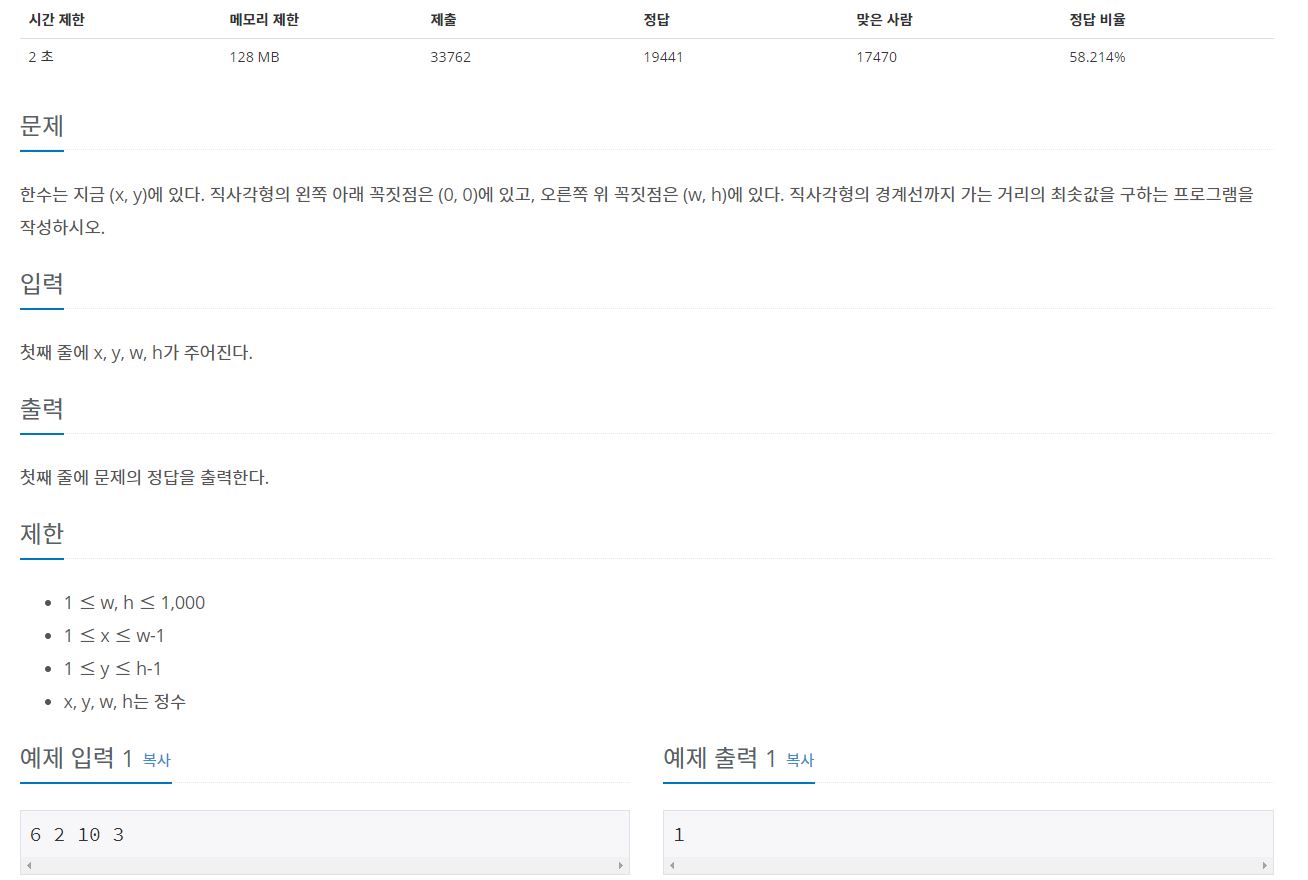 시간 제한 메모리 제한 제출 정답 맞은 사람 정답 비율
2 초 128 MB 33762 19441 17470 58.214%
문제
한수는 지금 (x, y)에 있다. 직사각형의 왼쪽 아래 꼭짓점은 (0, 0)에 있고, 오른쪽 위 꼭짓점은 (w, h)에 있다. 직사각형의 경계선까지 가는 거리의 최솟값을 구하는 프로그램을
작성하시오.
입력
첫째 줄에 x, y, w, h가 주어진다.
출력
첫째 줄에 문제의 정답을 출력한다.
제한
• 1 ≤ w, h ≤ 1,000
• 1 ≤ x ≤ w-1
• 1 ≤ y ≤ h-1
• x, y, w, h는 정수
예제 입력 1 복사 예제 출력 1 복사
6 2 10 3 1